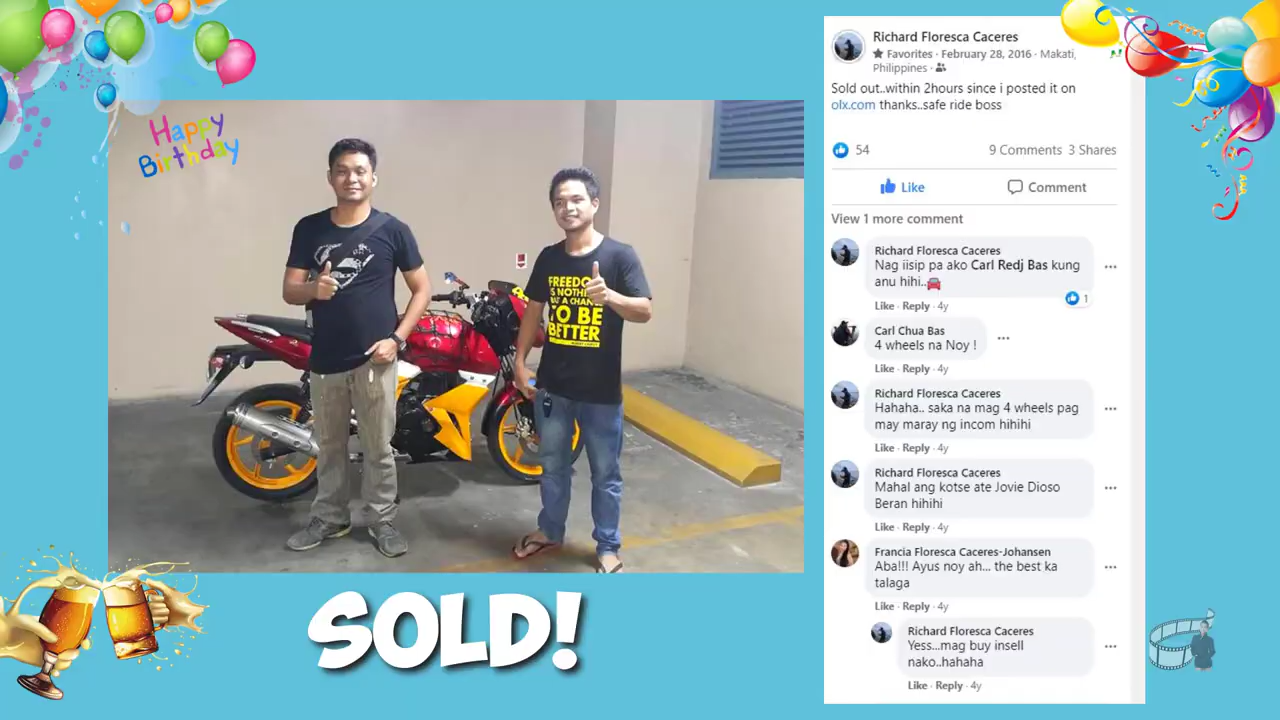 Happy
Birthday
FREEDOM
IS NOTHING
BUT A CHANCE
TO BE
BETTER
SOLD!
Richard Floresca Caceres
Favorites · February 28, 2016 · Makati,
Philippines ·
Sold out..within 2hours since i posted it on
olx.com thanks..safe ride boss
54
9 Comments 3 Shares
Like Comment
View 1 more comment
Richard Floresca Caceres
Nag iisip pa ako Carl Redj Bas kung
anu hihi..🚘
1
Like · Reply · 4y
Carl Chua Bas
4 wheels na Noy !
Like · Reply · 4y
Richard Floresca Caceres
Hahaha.. saka na mag 4 wheels pag
may maray ng incom hihihi
Like · Reply · 4y
Richard Floresca Caceres
Mahal ang kotse ate Jovie Dioso
Beran hihihi
Like · Reply · 4y
Francia Floresca Caceres-Johansen
Aba!!! Ayus noy ah... the best ka
talaga
Like · Reply · 4y
Richard Floresca Caceres
Yess...mag buy insell
nako..hahaha
Like · Reply · 4y